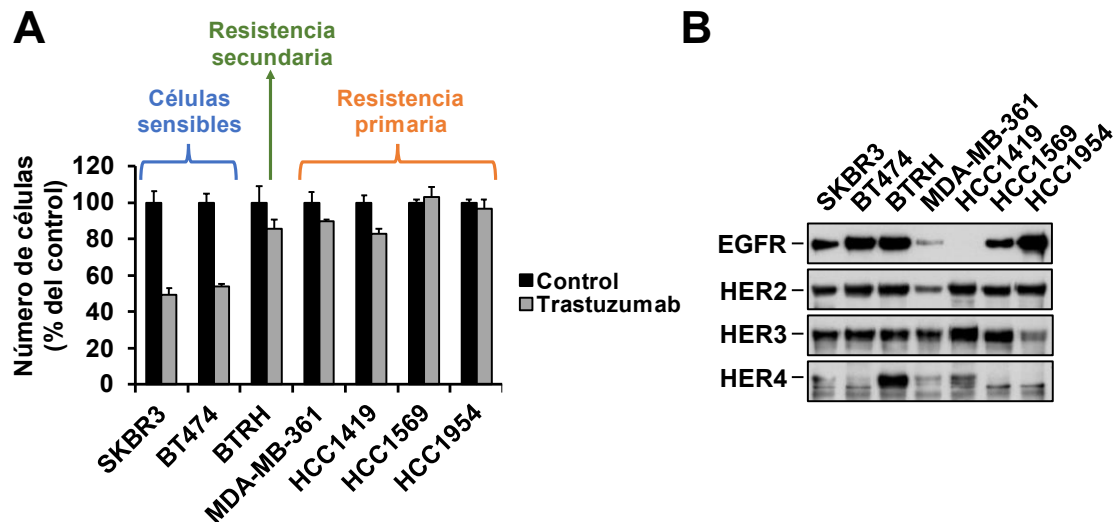 A
Resistencia
secundaria
Células
sensibles
Resistencia
primaria
Número de células
(% del control)
120
100
80
60
40
20
0
Control
Trastuzumab
SKBR3
BT474
BTRH
MDA-MB-361
HCC1419
HCC1569
HCC1954
B
SKBR3
BT474
BTRH
MDA-MB-361
HCC1419
HCC1569
HCC1954
EGFR
HER2
HER3
HER4